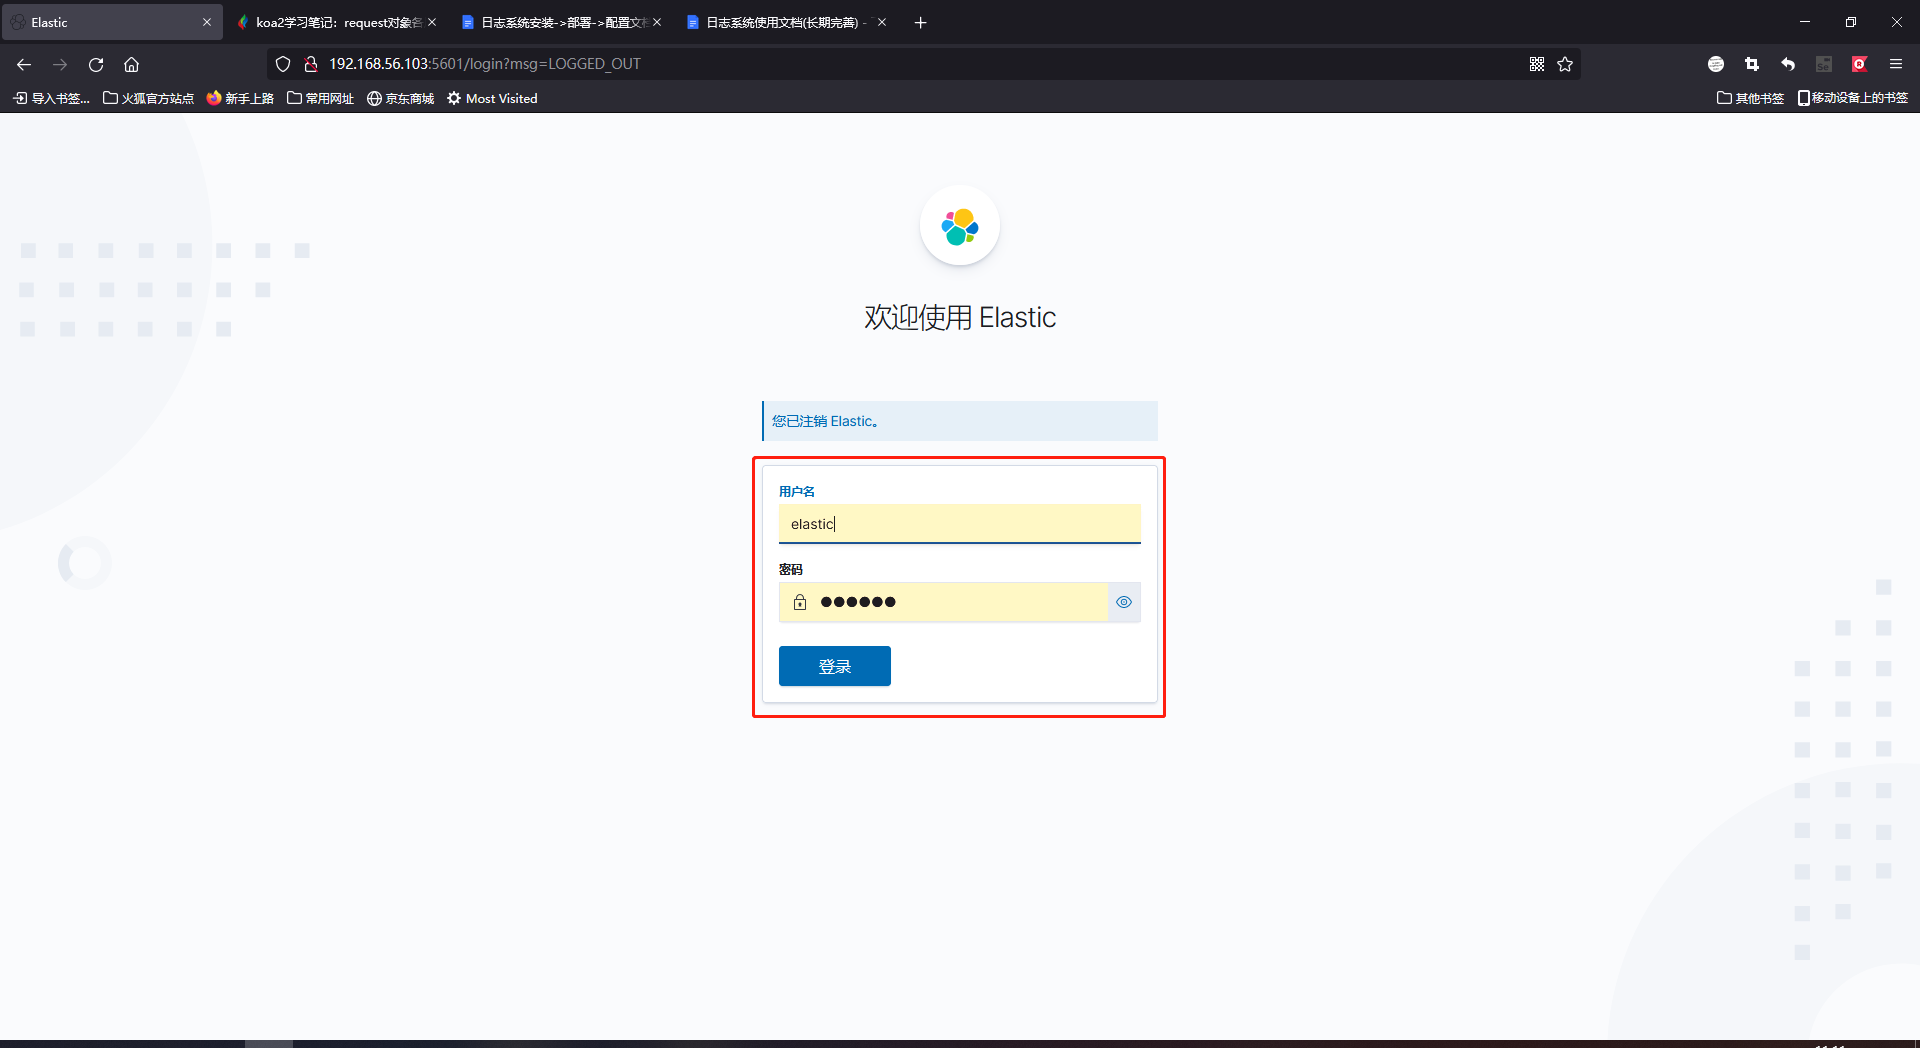 Elastic
koa2学习笔记：request对象名
日志系统安装->部署->配置文档
日志系统使用文档(长期完善) -
192.168.56.103:5601/login?msg=LOGGED_OUT
导入书签...
火狐官方站点
新手上路
常用网址
京东商城
Most Visited
其他书签
移动设备上的书签
欢迎使用 Elastic
您已注销 Elastic。
用户名
elastic
密码
●●●●●●
登录